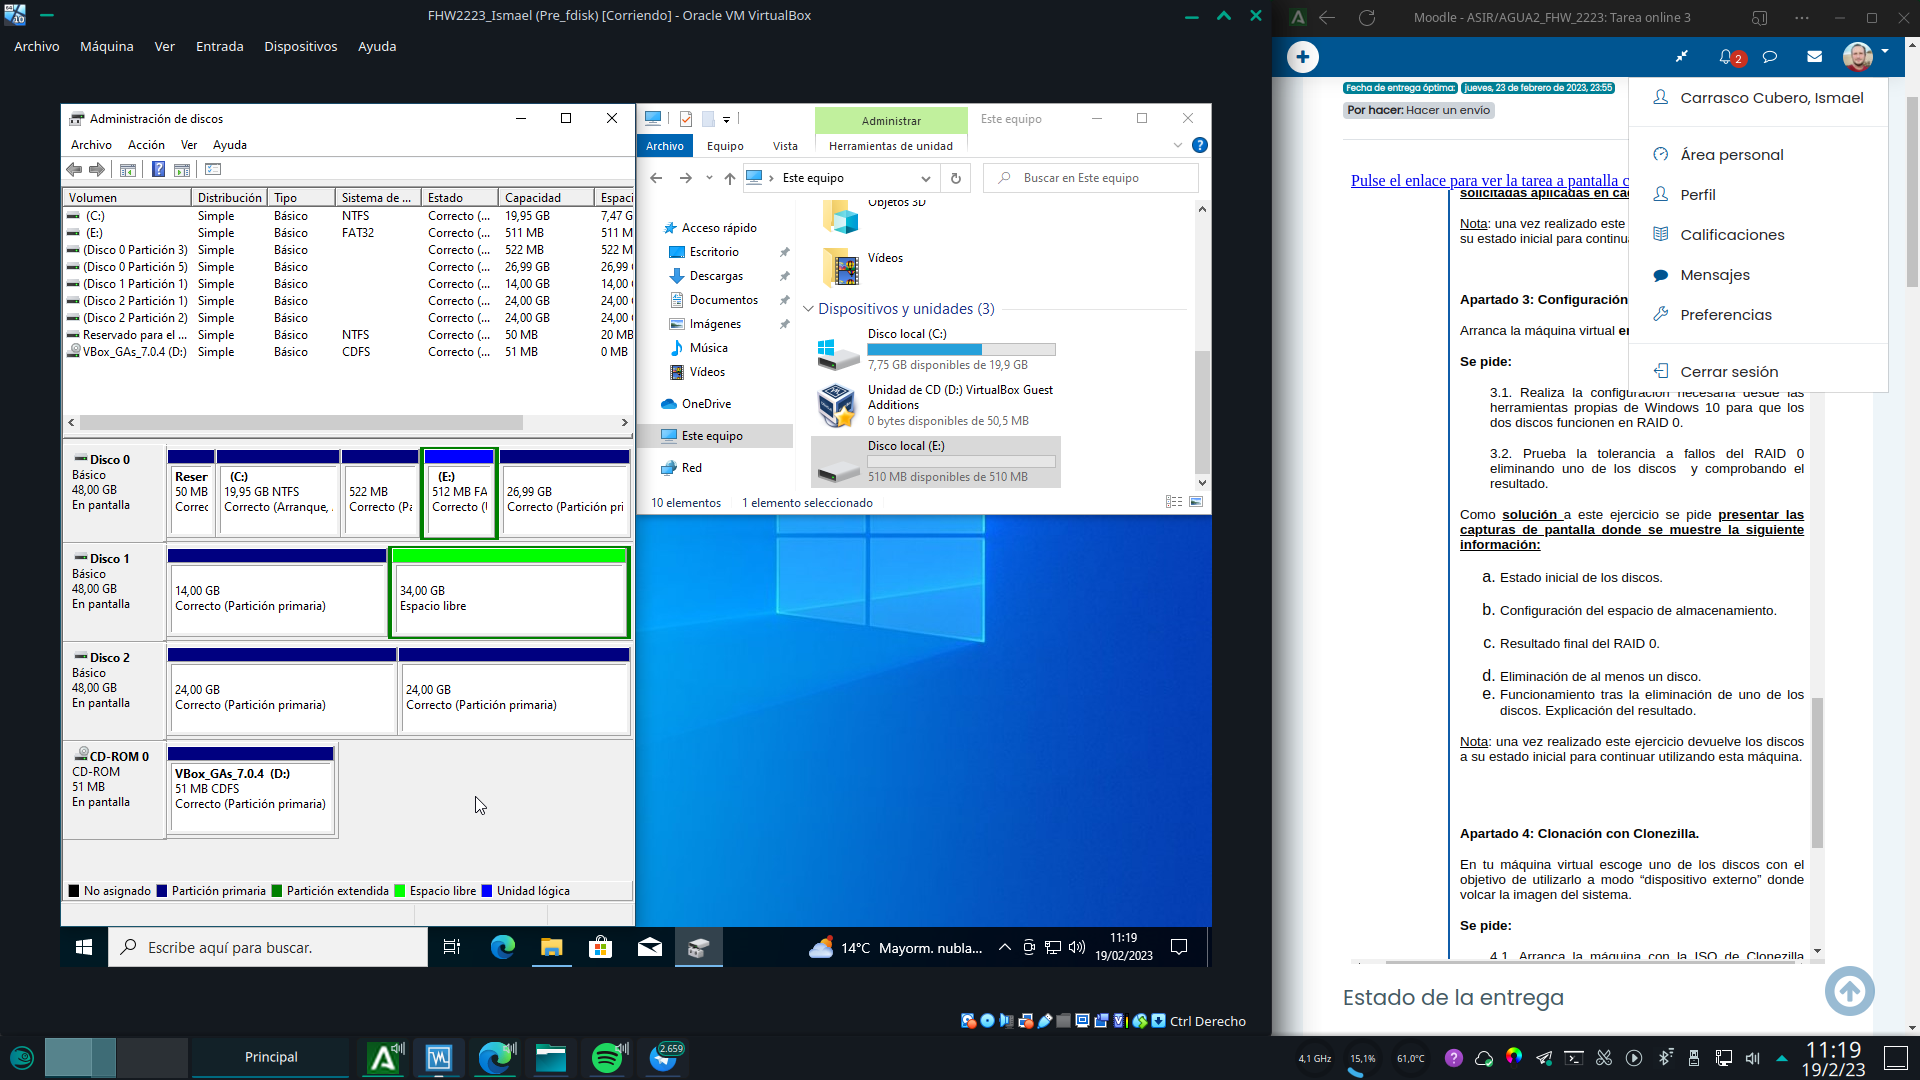 FHW2223_Ismael (Pre_fdisk) [Corriendo] - Oracle VM VirtualBox
Archivo Máquina Ver Entrada Dispositivos Ayuda
Administración de discos
Archivo Acción Ver Ayuda
Volumen Distribución Tipo Sistema de ... Estado Capacidad Espaci
(C:) Simple Básico NTFS Correcto (... 19,95 GB 7,47 G
(E:) Simple Básico FAT32 Correcto (... 511 MB 511 M
(Disco 0 Partición 3) Simple Básico Correcto (... 522 MB 522 M
(Disco 0 Partición 5) Simple Básico Correcto (... 26,99 GB 26,99
(Disco 1 Partición 1) Simple Básico Correcto (... 14,00 GB 14,00
(Disco 2 Partición 1) Simple Básico Correcto (... 24,00 GB 24,00
(Disco 2 Partición 2) Simple Básico Correcto (... 24,00 GB 24,00
Reservado para el ... Simple Básico NTFS Correcto (... 50 MB 20 MB
VBox_GAs_7.0.4 (D:) Simple Básico CDFS Correcto (... 51 MB 0 MB
Disco 0
Básico
48,00 GB
En pantalla
Reser
50 MB
Correc
(C:)
19,95 GB NTFS
Correcto (Arranque, .
522 MB
Correcto (Pa
(E:)
512 MB FA
Correcto (U
26,99 GB
Correcto (Partición pri
Disco 1
Básico
48,00 GB
En pantalla
14,00 GB
Correcto (Partición primaria)
34,00 GB
Espacio libre
Disco 2
Básico
48,00 GB
En pantalla
24,00 GB
Correcto (Partición primaria)
24,00 GB
Correcto (Partición primaria)
CD-ROM 0
CD-ROM
51 MB
En pantalla
VBox_GAs_7.0.4 (D:)
51 MB CDFS
Correcto (Partición primaria)
No asignado Partición primaria Partición extendida Espacio libre Unidad lógica
Administrar
Este equipo
Archivo Equipo Vista Herramientas de unidad
Este equipo
Buscar en Este equipo
Acceso rápido
Escritorio
Descargas
Documentos
Imágenes
Música
Vídeos
OneDrive
Este equipo
Red
Objetos 3D
Vídeos
Dispositivos y unidades (3)
Disco local (C:)
7,75 GB disponibles de 19,9 GB
Unidad de CD (D:) VirtualBox Guest
Additions
0 bytes disponibles de 50,5 MB
Disco local (E:)
510 MB disponibles de 510 MB
10 elementos 1 elemento seleccionado
Escribe aquí para buscar.
14°C Mayorm. nubla...
11:19
19/02/2023
Ctrl Derecho
Moodle - ASIR/AGUA2_FHW_2223: Tarea online 3
2
Fecha de entrega óptima: jueves, 23 de febrero de 2023, 23:55
Por hacer: Hacer un envío
Pulse el enlace para ver la tarea a pantalla c
solicitadas aplicadas en ca
Nota: una vez realizado este
su estado inicial para continua
Apartado 3: Configuración
Arranca la máquina virtual en
Se pide:
3.1. Realiza la configuración necesaria desde las
herramientas propias de Windows 10 para que los
dos discos funcionen en RAID 0.
3.2. Prueba la tolerancia a fallos del RAID 0
eliminando uno de los discos y comprobando el
resultado.
Como solución a este ejercicio se pide presentar las
capturas de pantalla donde se muestre la siguiente
información:
a. Estado inicial de los discos.
b. Configuración del espacio de almacenamiento.
c. Resultado final del RAID 0.
d. Eliminación de al menos un disco.
e. Funcionamiento tras la eliminación de uno de los
discos. Explicación del resultado.
Nota: una vez realizado este ejercicio devuelve los discos
a su estado inicial para continuar utilizando esta máquina.
Apartado 4: Clonación con Clonezilla.
En tu máquina virtual escoge uno de los discos con el
objetivo de utilizarlo a modo “dispositivo externo” donde
volcar la imagen del sistema.
Se pide:
4.1. Arranca la máquina con la ISO de Clonezilla
Carrasco Cubero, Ismael
Área personal
Perfil
Calificaciones
Mensajes
Preferencias
Cerrar sesión
Estado de la entrega
Principal
2.659
4,1 GHz
15,1%
61,0°C
11:19
19/2/23